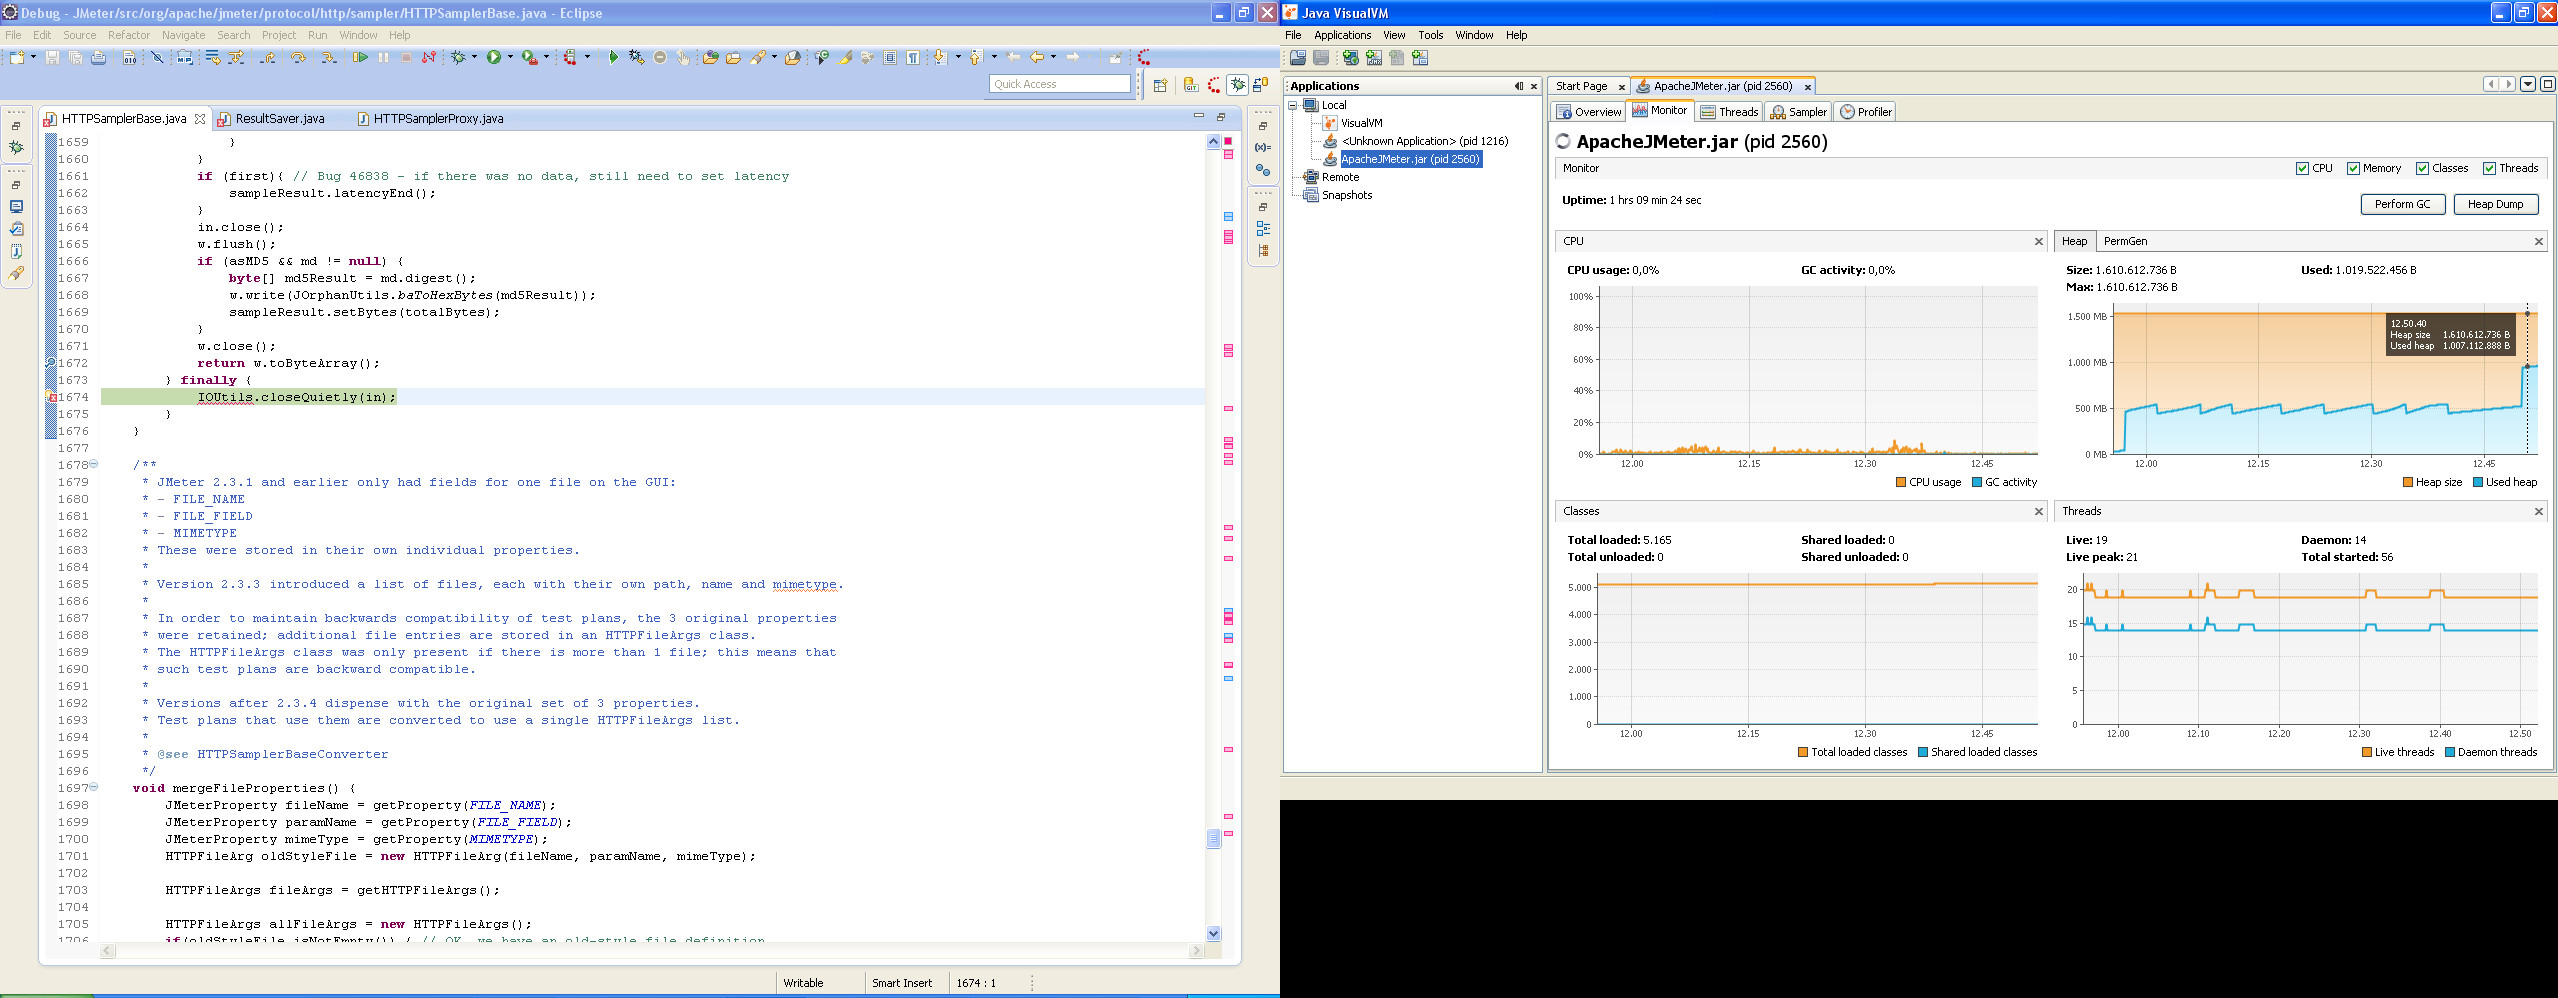 Debug - JMeter/src/org/apache/jmeter/protocol/http/sampler/HTTPSamplerBase.java - Eclipse
File Edit Source Refactor Navigate Search Project Run Window Help
Quick Access
HTTPSamplerBase.java ResultSaver.java HTTPSamplerProxy.java
1659 }
1660 }
1661 if (first){ // Bug 46838 - if there was no data, still need to set latency
1662 sampleResult.latencyEnd();
1663 }
1664 in.close();
1665 w.flush();
1666 if (asMD5 && md != null) {
1667 byte[] md5Result = md.digest();
1668 w.write(JOrphanUtils.baToHexBytes(md5Result));
1669 sampleResult.setBytes(totalBytes);
1670 }
1671 w.close();
1672 return w.toByteArray();
1673 } finally {
1674 IOUtils.closeQuietly(in);
1675 }
1676 }
1677
1678 /**
1679 * JMeter 2.3.1 and earlier only had fields for one file on the GUI:
1680 * - FILE_NAME
1681 * - FILE_FIELD
1682 * - MIMETYPE
1683 * These were stored in their own individual properties.
1684 *
1685 * Version 2.3.3 introduced a list of files, each with their own path, name and mimetype.
1686 *
1687 * In order to maintain backwards compatibility of test plans, the 3 original properties
1688 * were retained; additional file entries are stored in an HTTPFileArgs class.
1689 * The HTTPFileArgs class was only present if there is more than 1 file; this means that
1690 * such test plans are backward compatible.
1691 *
1692 * Versions after 2.3.4 dispense with the original set of 3 properties.
1693 * Test plans that use them are converted to use a single HTTPFileArgs list.
1694 *
1695 * @see HTTPSamplerBaseConverter
1696 */
1697 void mergeFileProperties() {
1698 JMeterProperty fileName = getProperty(FILE_NAME);
1699 JMeterProperty paramName = getProperty(FILE_FIELD);
1700 JMeterProperty mimeType = getProperty(MIMETYPE);
1701 HTTPFileArg oldStyleFile = new HTTPFileArg(fileName, paramName, mimeType);
1702
1703 HTTPFileArgs fileArgs = getHTTPFileArgs();
1704
1705 HTTPFileArgs allFileArgs = new HTTPFileArgs();
1706 if(oldStyleFile.isNotEmpty()) { // OK, we have an old-style file definition
Writable Smart Insert 1674 : 1
Java VisualVM
File Applications View Tools Window Help
Applications
Local
VisualVM
<Unknown Application> (pid 1216)
ApacheJMeter.jar (pid 2560)
Remote
Snapshots
Start Page ApacheJMeter.jar (pid 2560)
Overview Monitor Threads Sampler Profiler
ApacheJMeter.jar (pid 2560)
Monitor CPU Memory Classes Threads
Uptime: 1 hrs 09 min 24 sec Perform GC Heap Dump
CPU
CPU usage: 0,0% GC activity: 0,0%
100%
80%
60%
40%
20%
0%
12.00 12.15 12.30 12.45
CPU usage GC activity
Heap PermGen
Size: 1.610.612.736 B Used: 1.019.522.456 B
Max: 1.610.612.736 B
1.500 MB
1.000 MB
500 MB
0 MB
12.50.40
Heap size 1.610.612.736 B
Used heap 1.007.112.888 B
12.00 12.15 12.30 12.45
Heap size Used heap
Classes
Total loaded: 5.165 Shared loaded: 0
Total unloaded: 0 Shared unloaded: 0
5.000
4.000
3.000
2.000
1.000
0
12.00 12.15 12.30 12.45
Total loaded classes Shared loaded classes
Threads
Live: 19 Daemon: 14
Live peak: 21 Total started: 56
20
15
10
5
0
12.00 12.10 12.20 12.30 12.40 12.50
Live threads Daemon threads